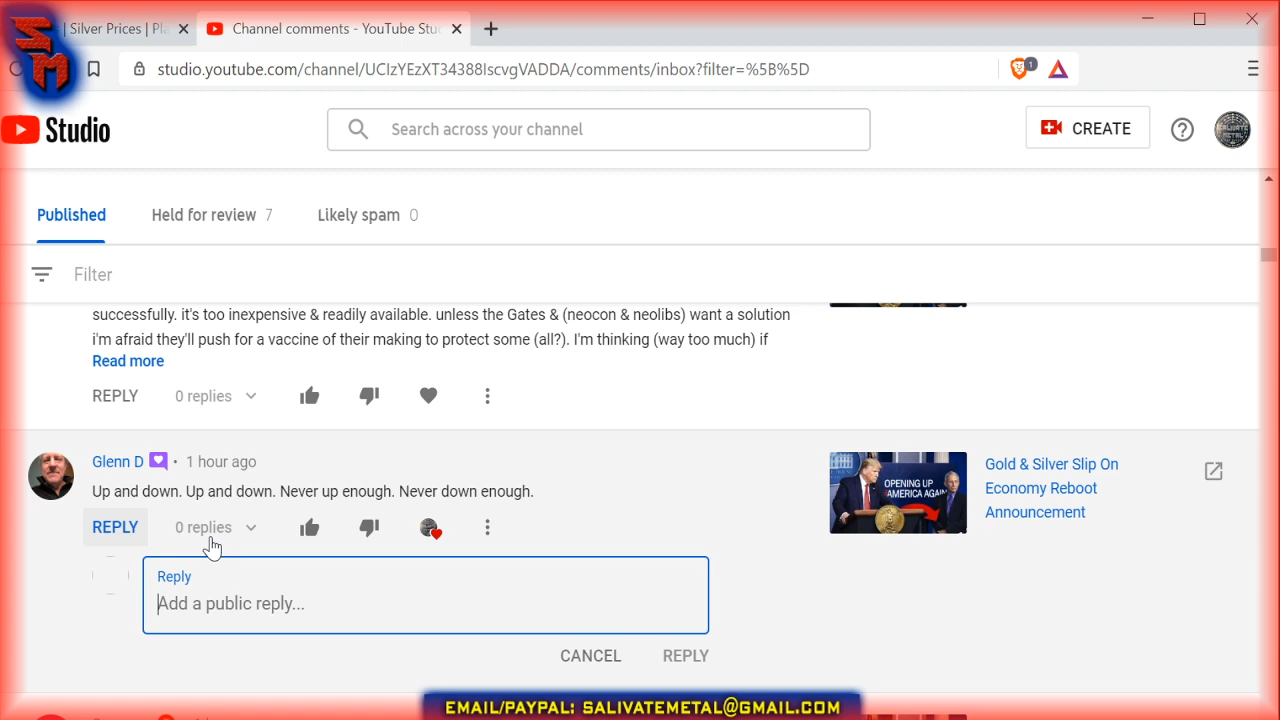 SM
| Silver Prices | Pla
Channel comments - YouTube Stu
studio.youtube.com/channel/UCIzYEzXT34388IscvgVADDA/comments/inbox?filter=%5B%5D
1
Studio
Search across your channel
CREATE
SALIVATE
METAL
Published
Held for review 7
Likely spam 0
Filter
successfully. it's too inexpensive & readily available. unless the Gates & (neocon & neolibs) want a solution
i'm afraid they'll push for a vaccine of their making to protect some (all?). I'm thinking (way too much) if
Read more
REPLY
0 replies
Glenn D • 1 hour ago
Up and down. Up and down. Never up enough. Never down enough.
REPLY
0 replies
OPENING UP
AMERICA AGAIN
Gold & Silver Slip On
Economy Reboot
Announcement
Reply
Add a public reply...
CANCEL
REPLY
EMAIL/PAYPAL: SALIVATEMETAL@GMAIL.COM